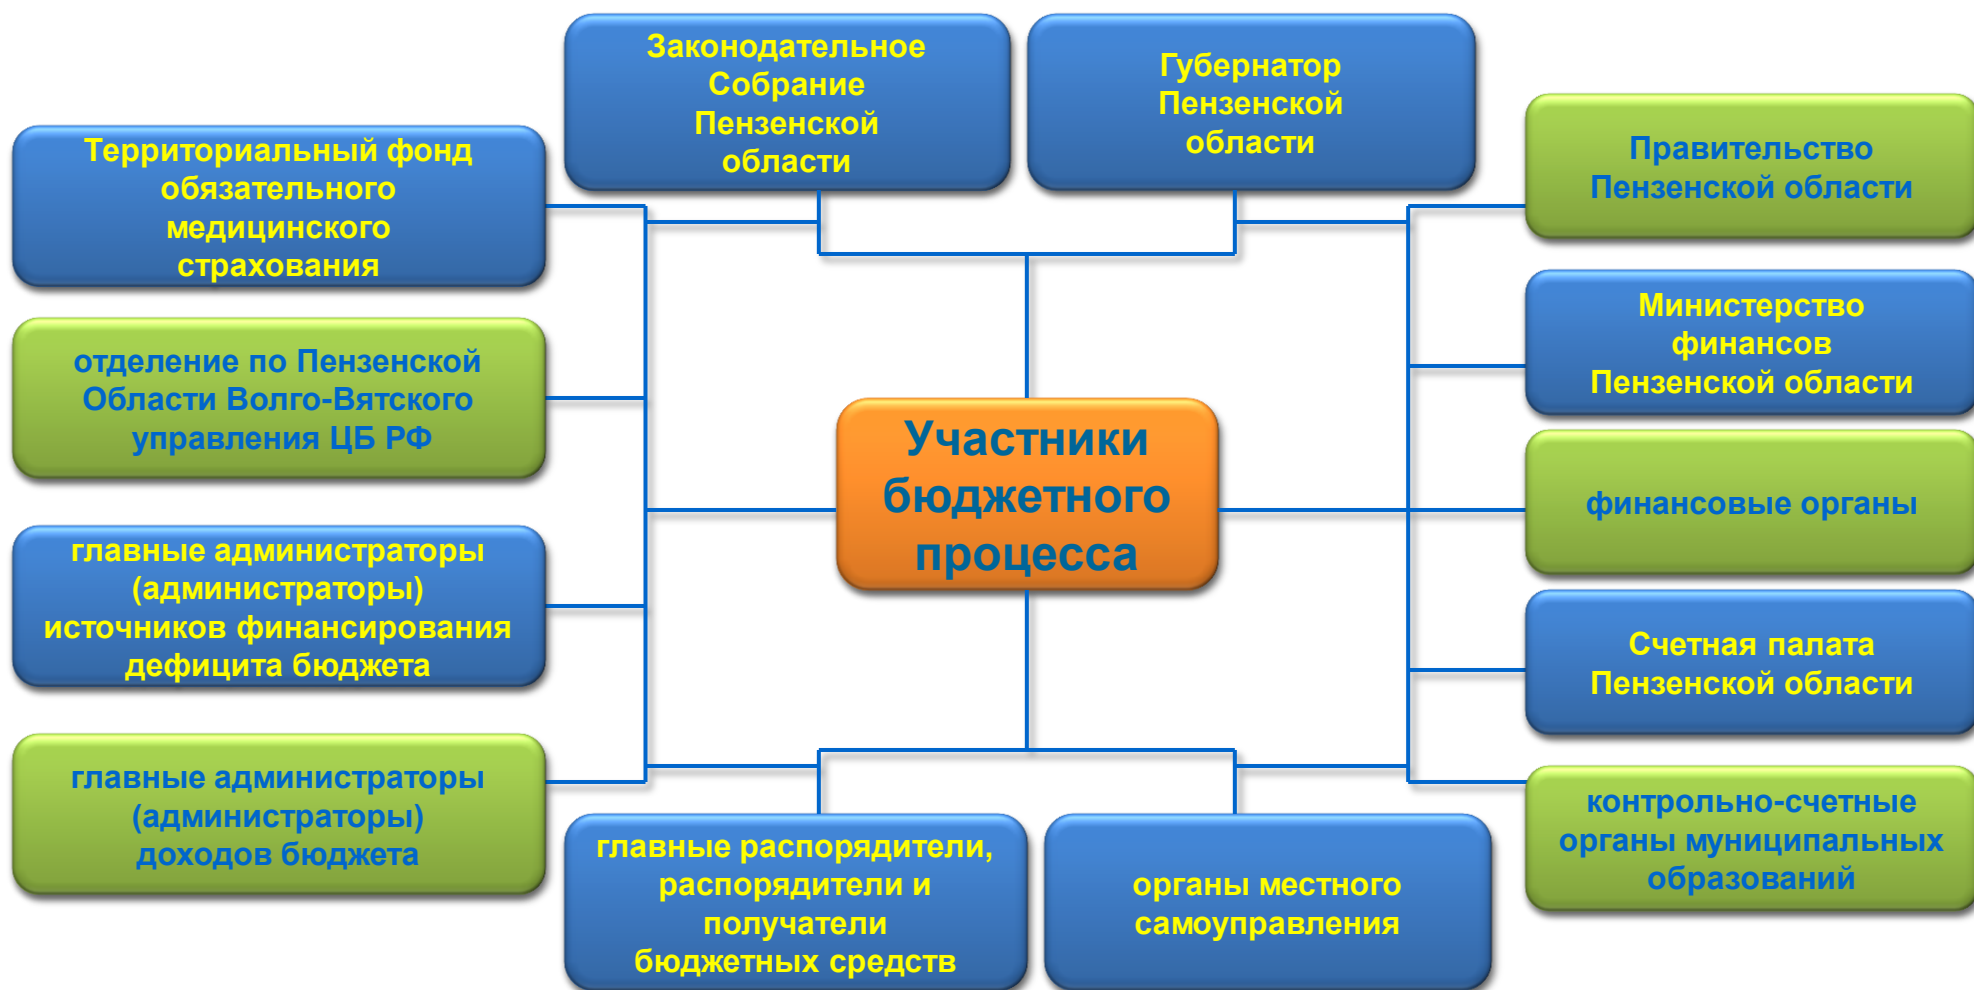 Законодательное
Собрание
Пензенской
области
Губернатор
Пензенской
области
Территориальный фонд
обязательного
медицинского
страхования
отделение по Пензенской
Области Волго-Вятского
управления ЦБ РФ
главные администраторы
(администраторы)
источников финансирования
дефицита бюджета
главные администраторы
(администраторы)
доходов бюджета
Участники
бюджетного
процесса
Правительство
Пензенской области
Министерство
финансов
Пензенской области
финансовые органы
Счетная палата
Пензенской области
контрольно-счетные
органы муниципальных
образований
главные распорядители,
распорядители и
получатели
бюджетных средств
органы местного
самоуправления